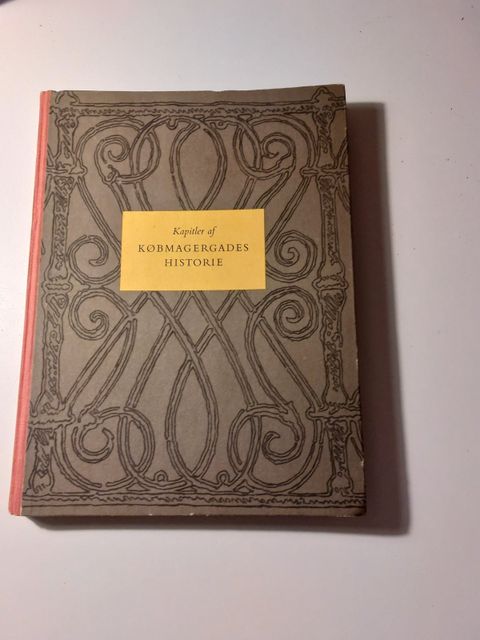 Kapitler af
KØBMAGERGADES
HISTORIE